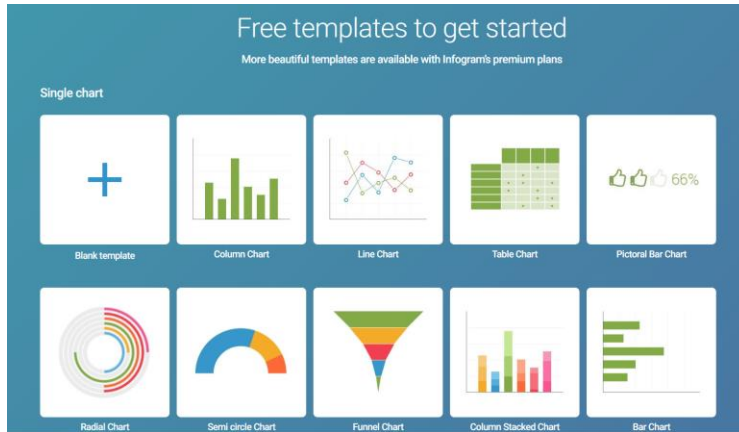 Free templates to get started
More beautiful templates are available with Infogram's premium plans
Single chart
66%
Blank template
Column Chart
Line Chart
Table Chart
Pictoral Bar Chart
Radial Chart
Semi circle Chart
Funnel Chart
Column Stacked Chart
Bar Chart